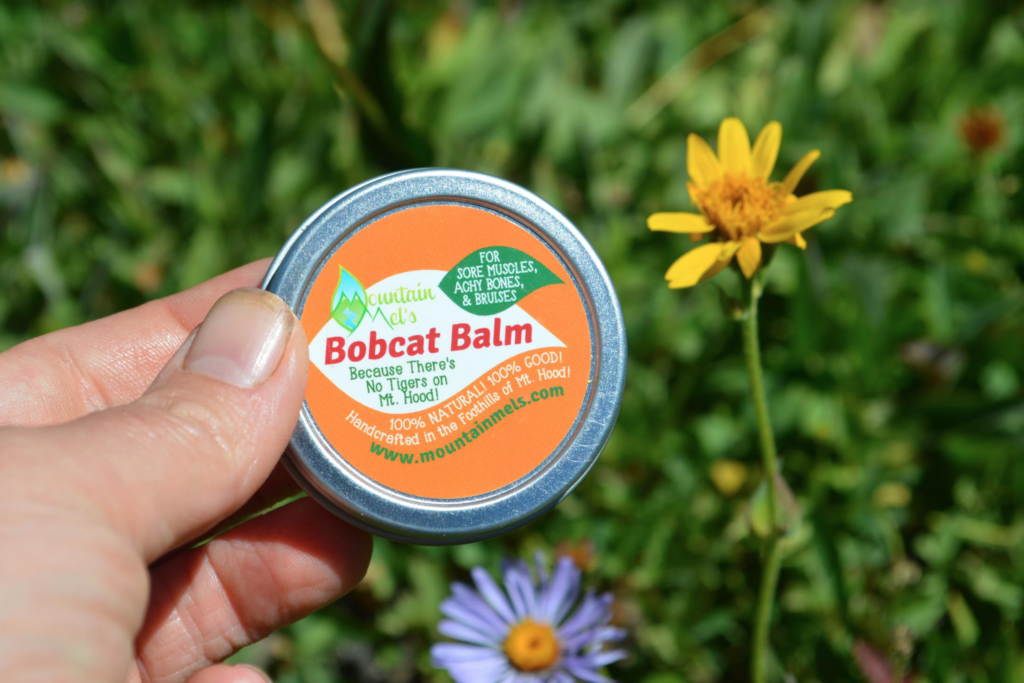 FOR
SORE MUSCLES,
ACHY BONES,
& BRUISES
Mountain
Mel's
Bobcat Balm
Because There's
No Tigers on
Mt. Hood!
100% NATURAL! 100% GOOD!
Handcrafted in the Foothills of Mt. Hood!
www.mountainmels.com